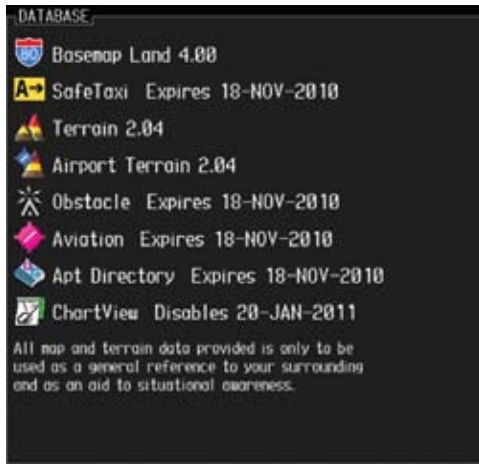 DATABASE
80
Basemap Land 4.00
A→ SafeTaxi Expires 18-NOV-2010
Terrain 2.04
Airport Terrain 2.04
Obstacle Expires 18-NOV-2010
Aviation Expires 18-NOV-2010
Apt Directory Expires 18-NOV-2010
ChartView Disables 20-JAN-2011
All map and terrain data provided is only to be
used as a general reference to your surrounding
and as an aid to situational awareness.